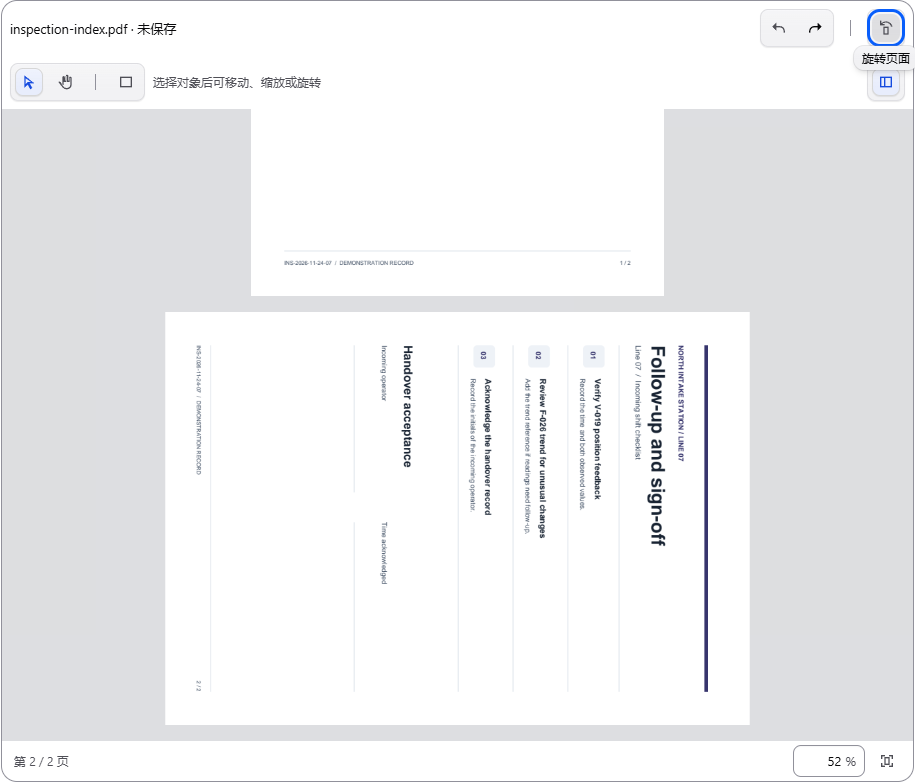 inspection-index.pdf · 未保存
旋转页面
选择对象后可移动、缩放或旋转
INS-2026-11-24-07 / DEMONSTRATION RECORD
1 / 2
NORTH INTAKE STATION / LINE 07
Follow-up and sign-off
Line 07 / Incoming shift checklist
01
Verify V-019 position feedback
Record the time and both observed values.
02
Review F-026 trend for unusual changes
Add the trend reference if readings need follow-up.
03
Acknowledge the handover record
Record the initials of the incoming operator.
Handover acceptance
Incoming operator
Time acknowledged
INS-2026-11-24-07 / DEMONSTRATION RECORD
2 / 2
第 2 / 2 页
52 %